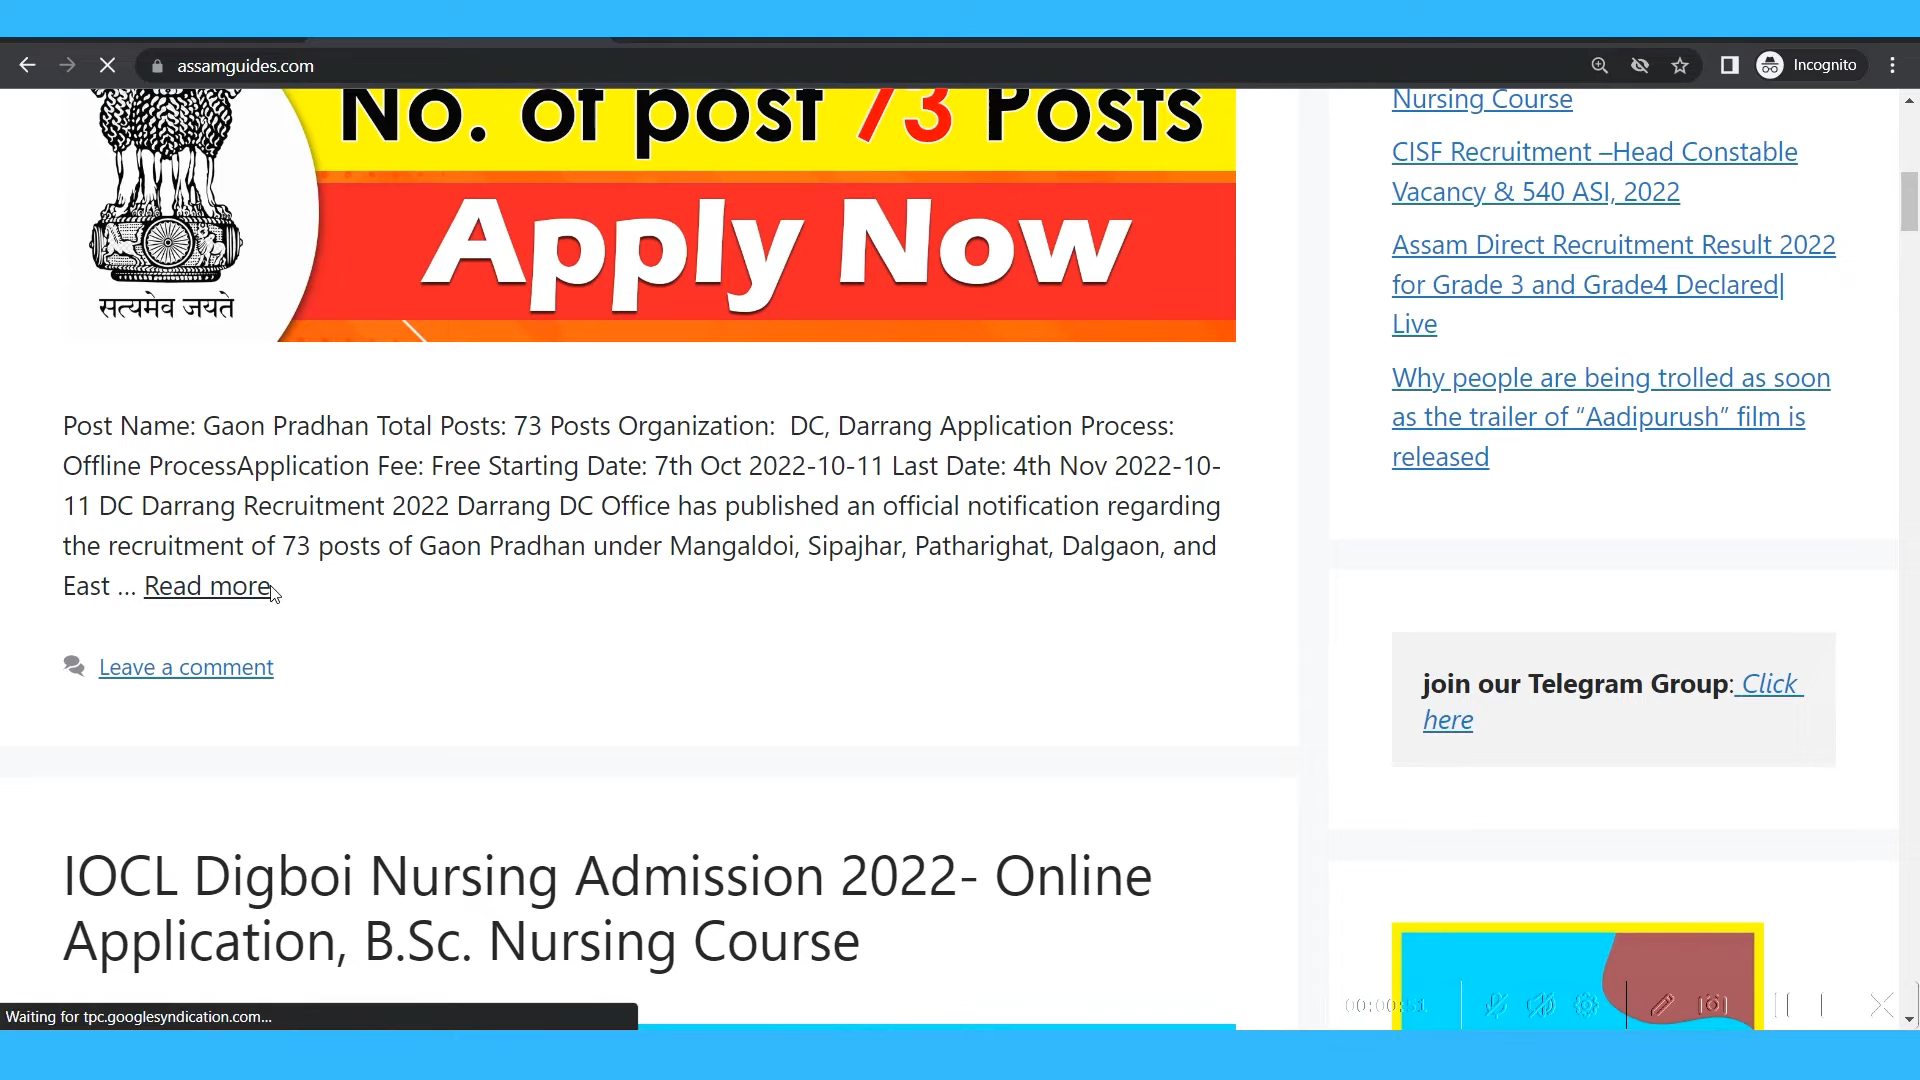 assamguides.com
Incognito
No. of post 73 Posts
Apply Now
सत्यमेव जयते
Post Name: Gaon Pradhan Total Posts: 73 Posts Organization:  DC, Darrang Application Process:
Offline ProcessApplication Fee: Free Starting Date: 7th Oct 2022-10-11 Last Date: 4th Nov 2022-10-
11 DC Darrang Recruitment 2022 Darrang DC Office has published an official notification regarding
the recruitment of 73 posts of Gaon Pradhan under Mangaldoi, Sipajhar, Patharighat, Dalgaon, and
East ... Read more
Leave a comment
IOCL Digboi Nursing Admission 2022- Online
Application, B.Sc. Nursing Course
Nursing Course
CISF Recruitment –Head Constable
Vacancy & 540 ASI, 2022
Assam Direct Recruitment Result 2022
for Grade 3 and Grade4 Declared|
Live
Why people are being trolled as soon
as the trailer of “Aadipurush” film is
released
join our Telegram Group: Click
here
00:00:51
Waiting for tpc.googlesyndication.com...